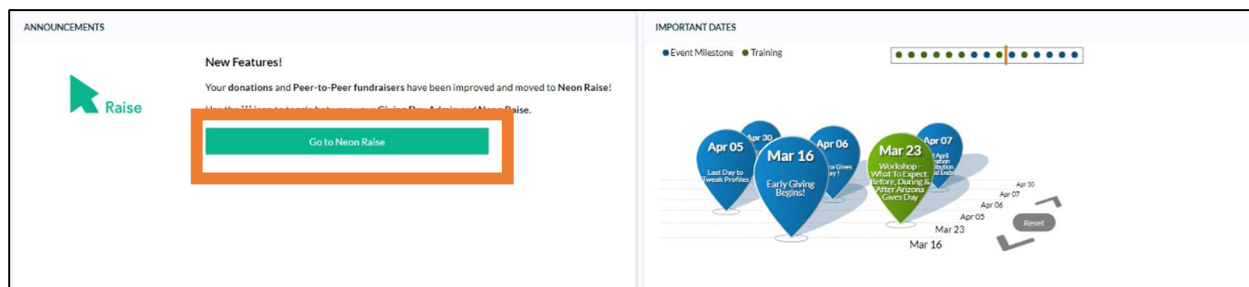 ANNOUNCEMENTS
Raise
New Features!
Your donations and Peer-to-Peer fundraisers have been improved and moved to Neon Raise!
Go to Neon Raise
IMPORTANT DATES
Event Milestone
Training
Apr 05
Last Day to
Tweak Profiles
Apr 30
Mar 16
Early Giving
Begins!
Apr 06
Gives
Mar 23
Workshop -
What To Expect:
Before, During &
After Arizona
Gives Day
Apr 07
April
Apr 30
Apr 07
Apr 06
Apr 05
Mar 23
Mar 16
Reset